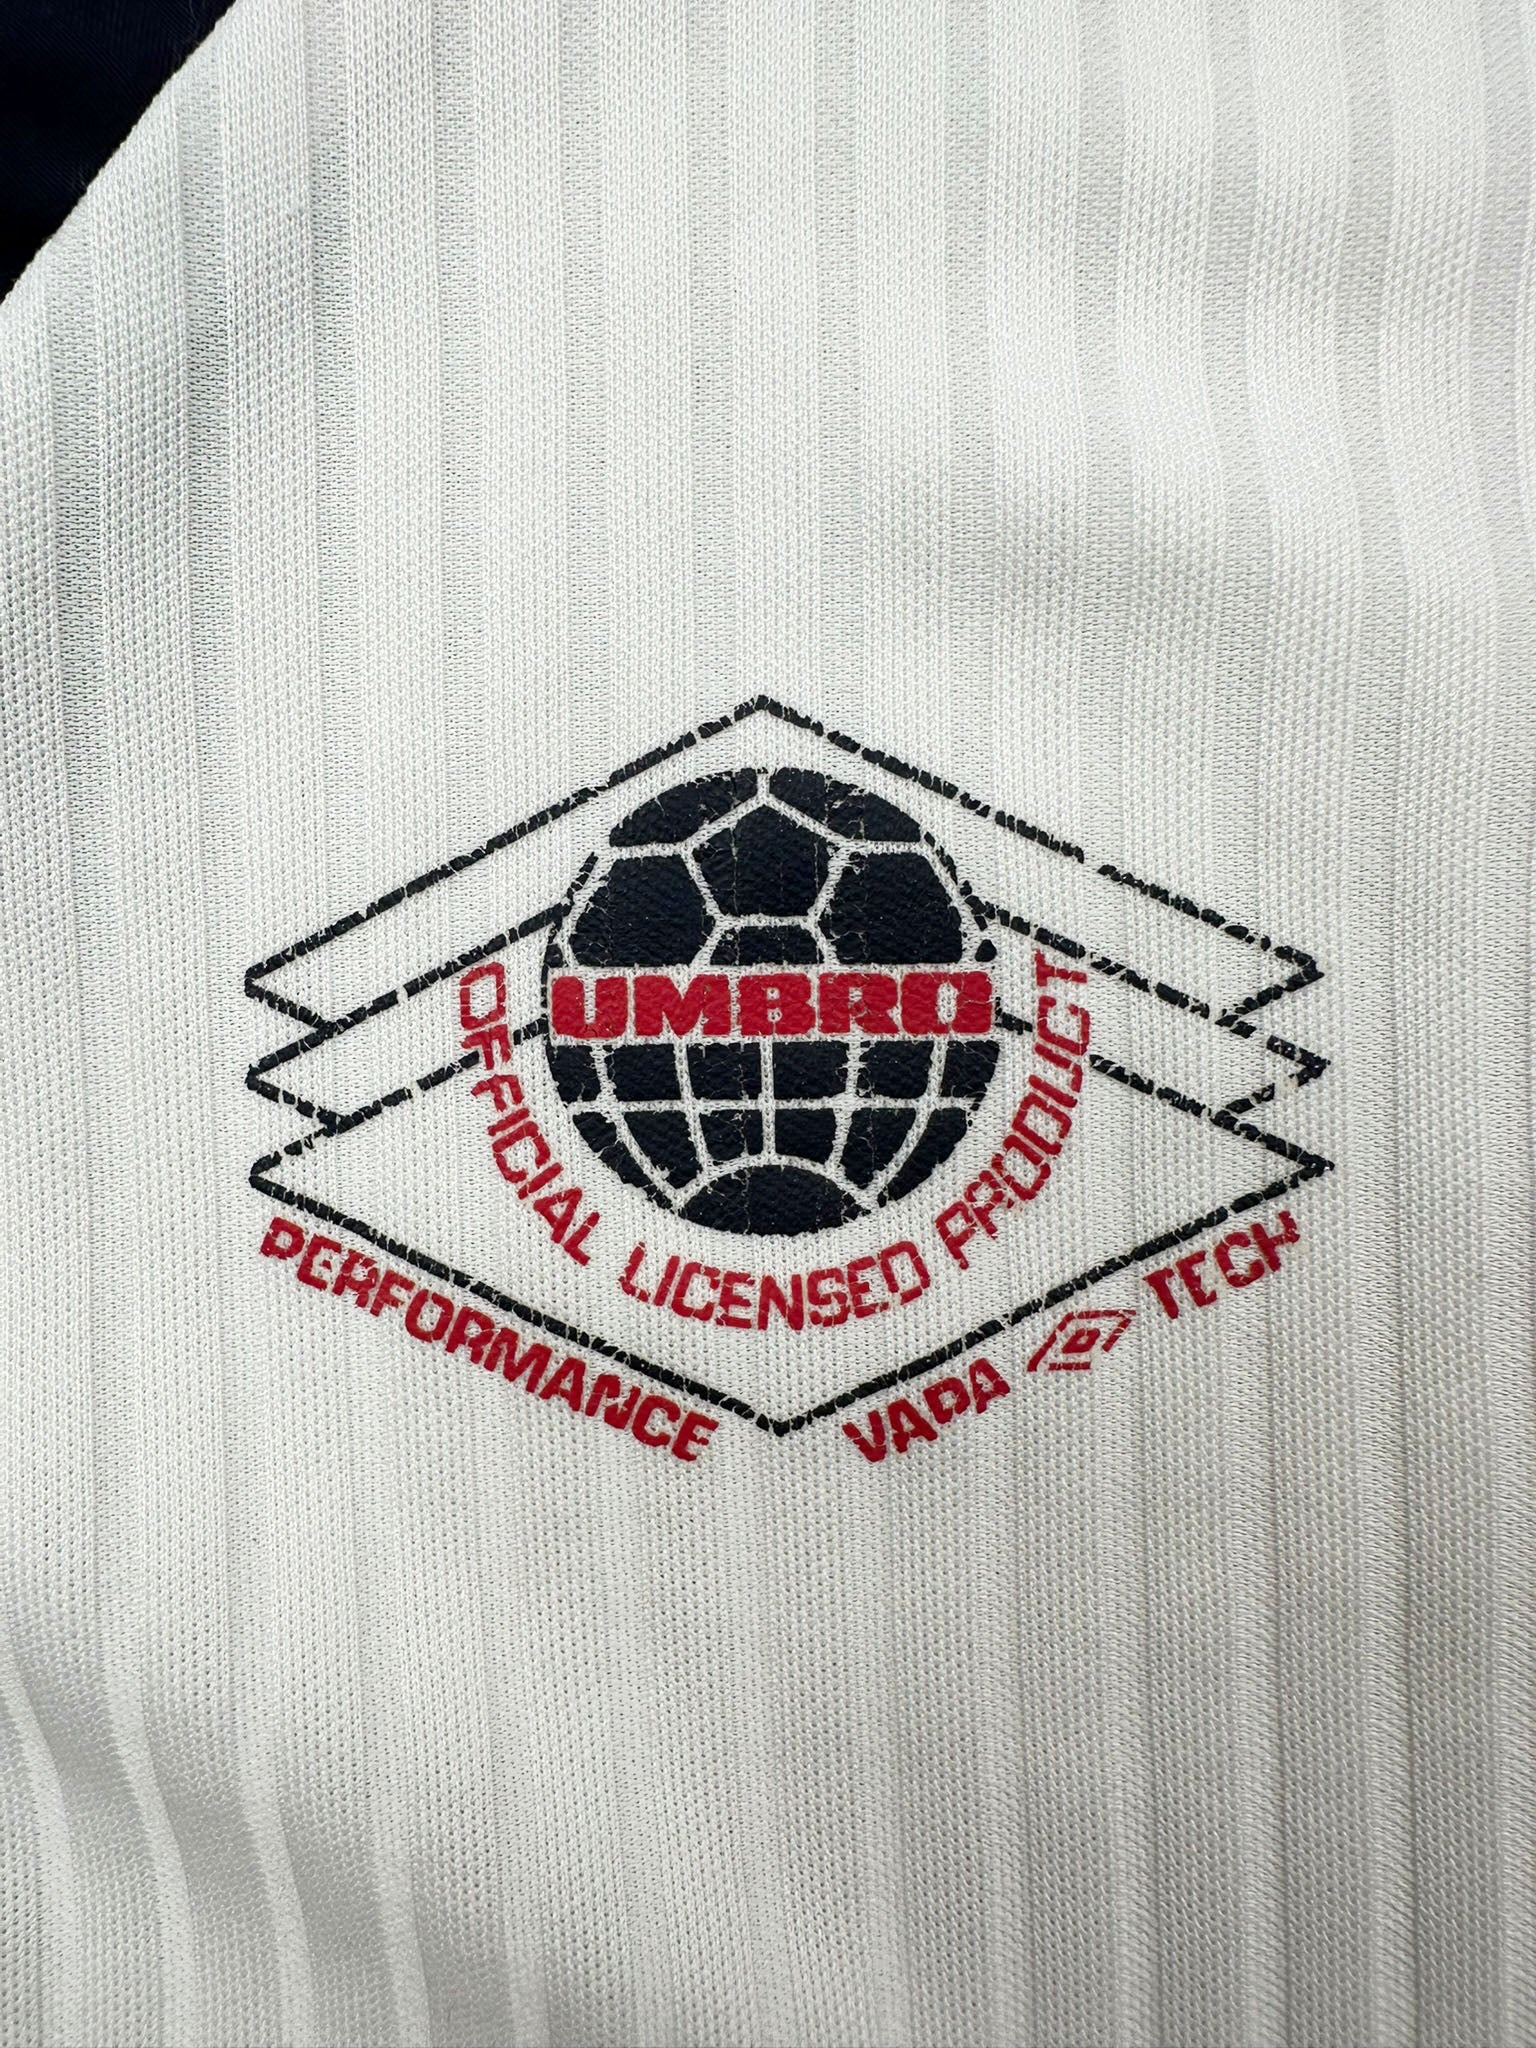 UMBRO
OFFICIAL LICENSED PRODUCT
PERFORMANCE
VAPA TECH